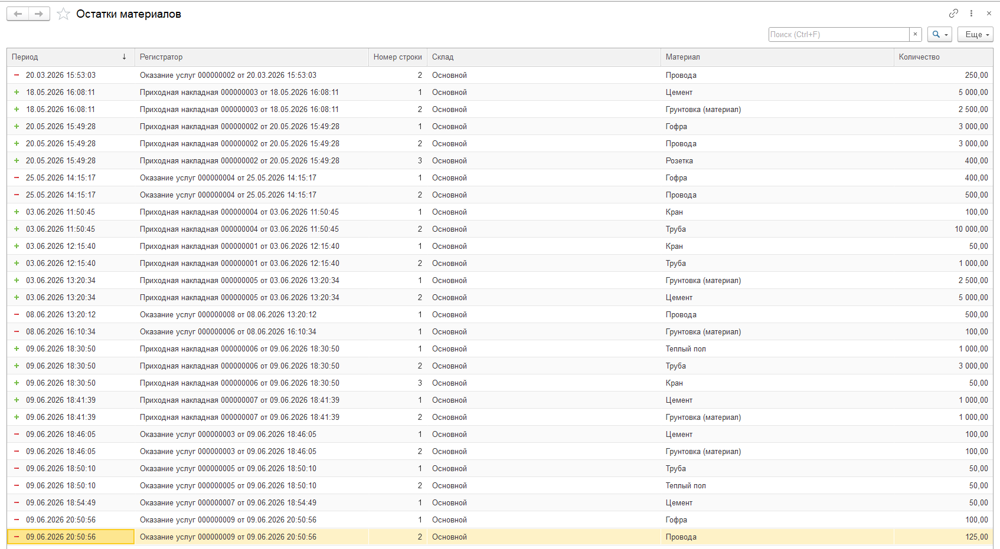 Остатки материалов
Поиск (Ctrl+F) × Еще
Период ↓ Регистратор Номер строки Склад Материал Количество
− 20.03.2026 15:53:03 Оказание услуг 000000002 от 20.03.2026 15:53:03 2 Основной Провода 250,00
+ 18.05.2026 16:08:11 Приходная накладная 000000003 от 18.05.2026 16:08:11 1 Основной Цемент 5 000,00
+ 18.05.2026 16:08:11 Приходная накладная 000000003 от 18.05.2026 16:08:11 2 Основной Грунтовка (материал) 2 500,00
+ 20.05.2026 15:49:28 Приходная накладная 000000002 от 20.05.2026 15:49:28 1 Основной Гофра 3 000,00
+ 20.05.2026 15:49:28 Приходная накладная 000000002 от 20.05.2026 15:49:28 2 Основной Провода 3 000,00
+ 20.05.2026 15:49:28 Приходная накладная 000000002 от 20.05.2026 15:49:28 3 Основной Розетка 400,00
− 25.05.2026 14:15:17 Оказание услуг 000000004 от 25.05.2026 14:15:17 1 Основной Гофра 400,00
− 25.05.2026 14:15:17 Оказание услуг 000000004 от 25.05.2026 14:15:17 2 Основной Провода 500,00
+ 03.06.2026 11:50:45 Приходная накладная 000000004 от 03.06.2026 11:50:45 1 Основной Кран 100,00
+ 03.06.2026 11:50:45 Приходная накладная 000000004 от 03.06.2026 11:50:45 2 Основной Труба 10 000,00
+ 03.06.2026 12:15:40 Приходная накладная 000000001 от 03.06.2026 12:15:40 1 Основной Кран 50,00
+ 03.06.2026 12:15:40 Приходная накладная 000000001 от 03.06.2026 12:15:40 2 Основной Труба 1 000,00
+ 03.06.2026 13:20:34 Приходная накладная 000000005 от 03.06.2026 13:20:34 1 Основной Грунтовка (материал) 2 500,00
+ 03.06.2026 13:20:34 Приходная накладная 000000005 от 03.06.2026 13:20:34 2 Основной Цемент 5 000,00
− 08.06.2026 13:20:12 Оказание услуг 000000008 от 08.06.2026 13:20:12 1 Основной Провода 500,00
− 08.06.2026 16:10:34 Оказание услуг 000000006 от 08.06.2026 16:10:34 1 Основной Грунтовка (материал) 100,00
+ 09.06.2026 18:30:50 Приходная накладная 000000006 от 09.06.2026 18:30:50 1 Основной Теплый пол 1 000,00
+ 09.06.2026 18:30:50 Приходная накладная 000000006 от 09.06.2026 18:30:50 2 Основной Труба 3 000,00
+ 09.06.2026 18:30:50 Приходная накладная 000000006 от 09.06.2026 18:30:50 3 Основной Кран 50,00
+ 09.06.2026 18:41:39 Приходная накладная 000000007 от 09.06.2026 18:41:39 1 Основной Цемент 1 000,00
+ 09.06.2026 18:41:39 Приходная накладная 000000007 от 09.06.2026 18:41:39 2 Основной Грунтовка (материал) 1 000,00
− 09.06.2026 18:46:05 Оказание услуг 000000003 от 09.06.2026 18:46:05 1 Основной Цемент 100,00
− 09.06.2026 18:46:05 Оказание услуг 000000003 от 09.06.2026 18:46:05 2 Основной Грунтовка (материал) 100,00
− 09.06.2026 18:50:10 Оказание услуг 000000005 от 09.06.2026 18:50:10 1 Основной Труба 50,00
− 09.06.2026 18:50:10 Оказание услуг 000000005 от 09.06.2026 18:50:10 2 Основной Теплый пол 50,00
− 09.06.2026 18:54:49 Оказание услуг 000000007 от 09.06.2026 18:54:49 1 Основной Цемент 50,00
− 09.06.2026 20:50:56 Оказание услуг 000000009 от 09.06.2026 20:50:56 1 Основной Гофра 100,00
− 09.06.2026 20:50:56 Оказание услуг 000000009 от 09.06.2026 20:50:56 2 Основной Провода 125,00